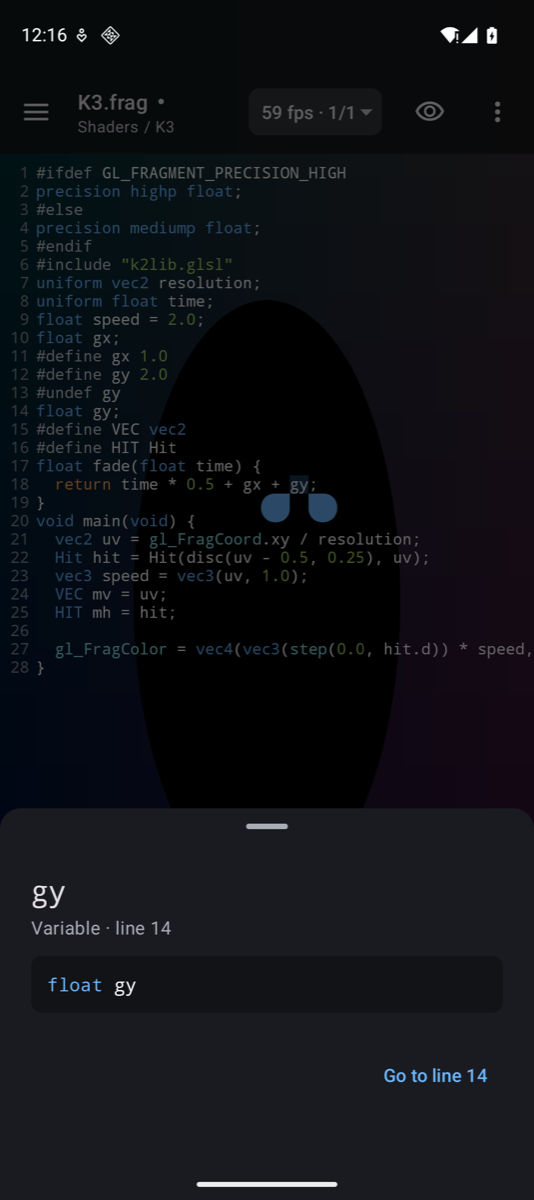 12:16
K3.frag •
Shaders / K3
59 fps · 1/1
1 #ifdef GL_FRAGMENT_PRECISION_HIGH
2 precision highp float;
3 #else
4 precision mediump float;
5 #endif
6 #include "k2lib.glsl"
7 uniform vec2 resolution;
8 uniform float time;
9 float speed = 2.0;
10 float gx;
11 #define gx 1.0
12 #define gy 2.0
13 #undef gy
14 float gy;
15 #define VEC vec2
16 #define HIT Hit
17 float fade(float time) {
18   return time * 0.5 + gx + gy;
19 }
20 void main(void) {
21   vec2 uv = gl_FragCoord.xy / resolution;
22   Hit hit = Hit(disc(uv - 0.5, 0.25), uv);
23   vec3 speed = vec3(uv, 1.0);
24   VEC mv = uv;
25   HIT mh = hit;
26
27   gl_FragColor = vec4(vec3(step(0.0, hit.d)) * speed,
28 }
gy
Variable · line 14
float gy
Go to line 14